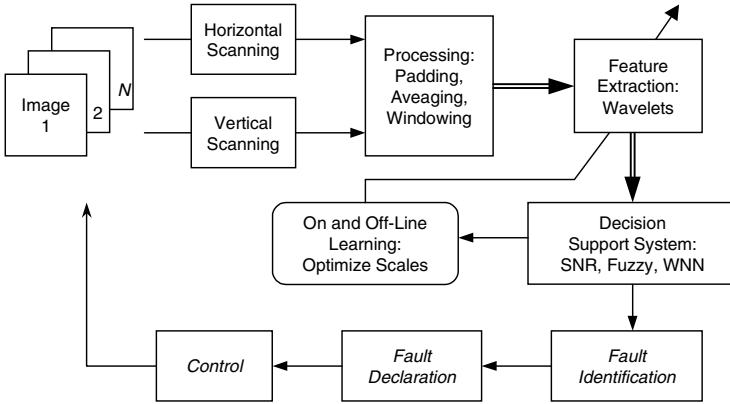 Image
1
2
N
Horizontal
Scanning
Vertical
Scanning
Processing:
Padding,
Aveaging,
Windowing
Feature
Extraction:
Wavelets
On and Off-Line
Learning:
Optimize Scales
Decision
Support System:
SNR, Fuzzy, WNN
Control
Fault
Declaration
Fault
Identification